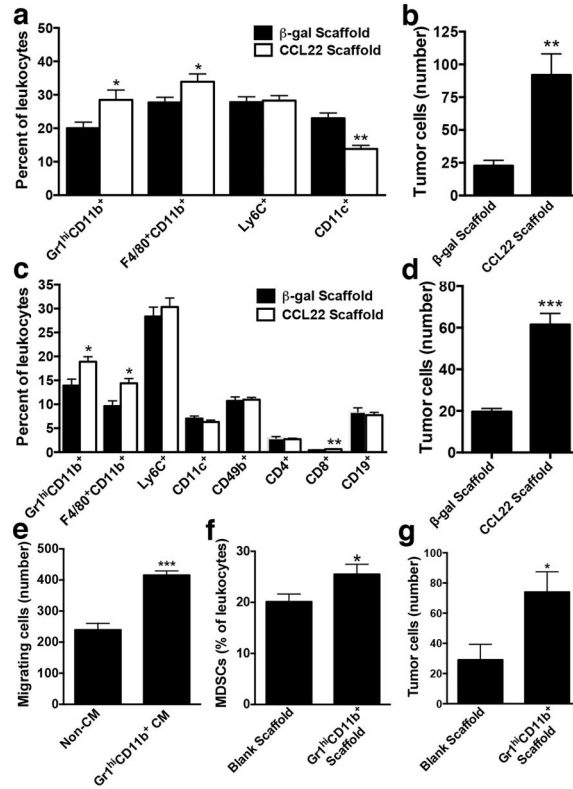 a
β-gal Scaffold
CCL22 Scaffold
Percent of leukocytes
40
30
20
10
0
*
*
**
Gr1ʰⁱCD11b⁺
F4/80⁺CD11b⁺
Ly6C⁺
CD11c⁺
b
Tumor cells (number)
125
100
75
50
25
0
**
β-gal Scaffold
CCL22 Scaffold
c
β-gal Scaffold
CCL22 Scaffold
Percent of leukocytes
35
30
25
20
15
10
5
0
*
*
**
Gr1ʰⁱCD11b⁺
F4/80⁺CD11b⁺
Ly6C⁺
CD11c⁺
CD49b⁺
CD4⁺
CD8⁺
CD19⁺
d
Tumor cells (number)
80
60
40
20
0
***
β-gal Scaffold
CCL22 Scaffold
e
Migrating cells (number)
500
400
300
200
100
0
***
Non-CM
Gr1ʰⁱCD11b⁺ CM
f
MDSCs (% of leukocytes)
30
20
10
0
*
Blank Scaffold
Gr1ʰⁱCD11b⁺
Scaffold
g
Tumor cells (number)
100
80
60
40
20
0
*
Blank Scaffold
Gr1ʰⁱCD11b⁺
Scaffold